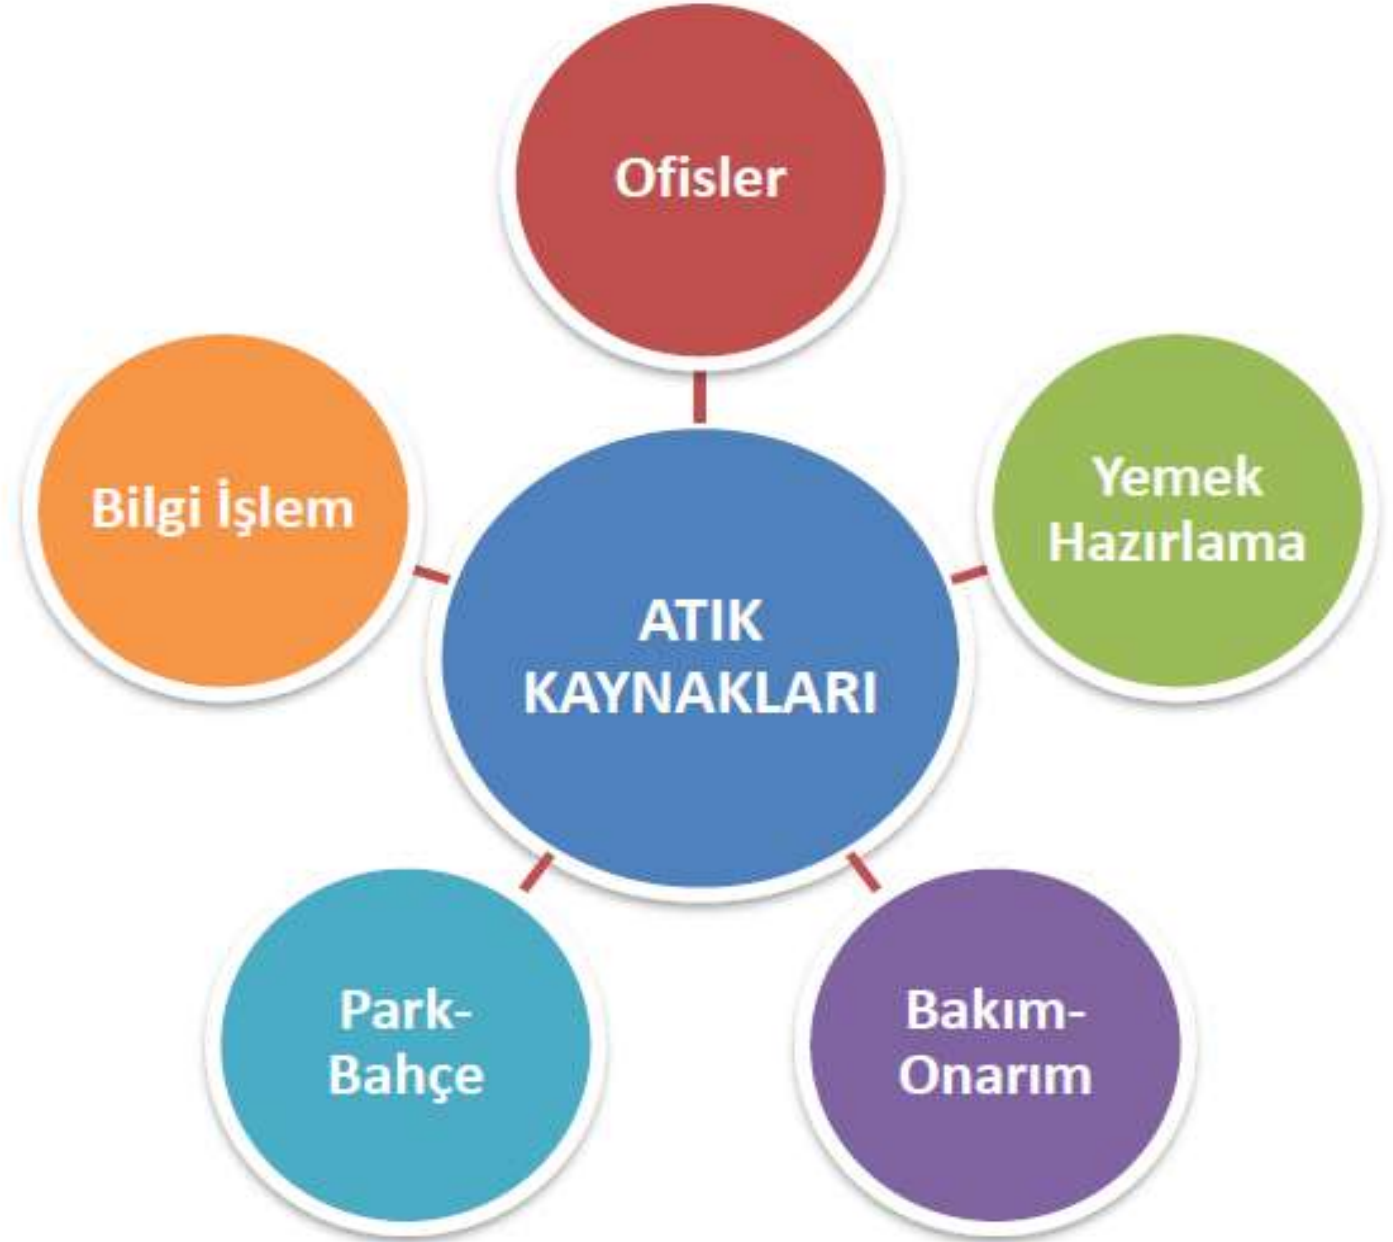 Ofisler
Yemek
Hazırlama
Bakım-
Onarım
Park-
Bahçe
Bilgi İşlem
ATIK
KAYNAKLARI